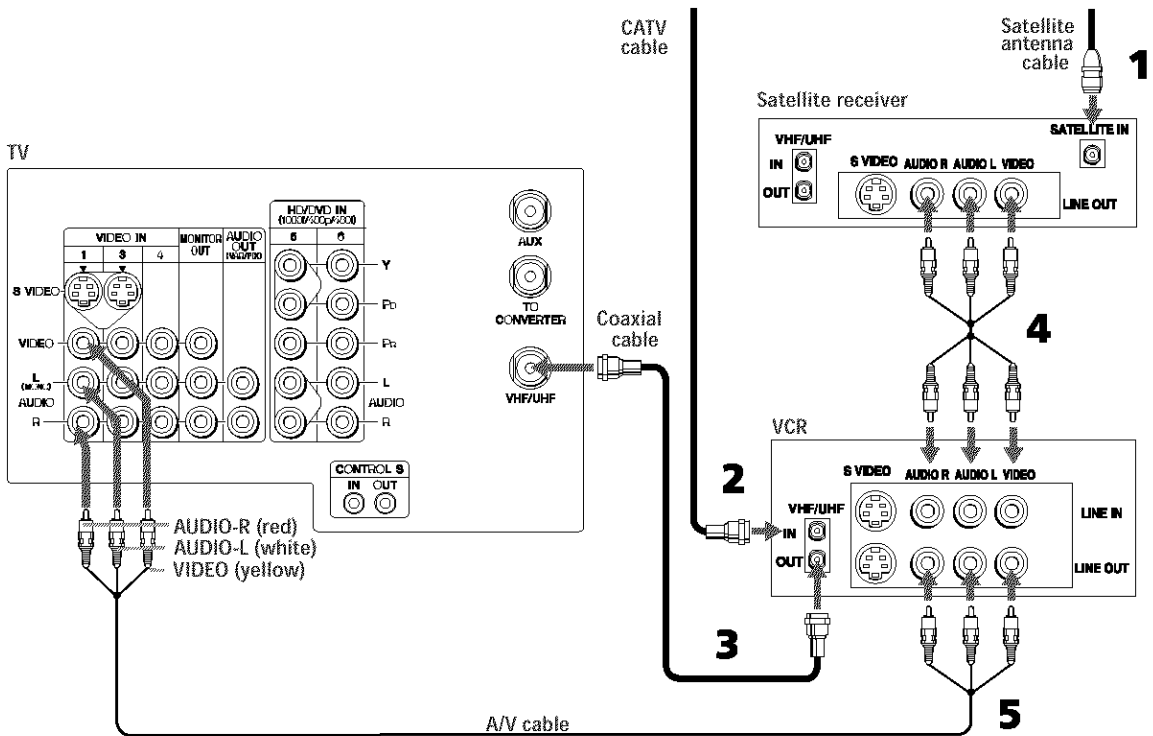 CATV
cable
Satellite
antenna
cable
1
Satellite receiver
SATELLITE IN
VHF/UHF
IN
OUT
S VIDEO AUDIO R AUDIO L VIDEO
LINE OUT
TV
VIDEO IN
1 3 4
MONITOR
OUT
AUDIO
OUT
HD/DVD IN
5 6
S VIDEO
VIDEO
L
AUDIO
R
Y
L
AUDIO
R
AUX
TO
CONVERTER
VHF/UHF
CONTROL S
IN OUT
Coaxial
cable
4
VCR
2
VHF/UHF
IN
OUT
S VIDEO AUDIO R AUDIO L VIDEO
LINE IN
LINE OUT
AUDIO-R (red)
AUDIO-L (white)
VIDEO (yellow)
3
5
A/V cable